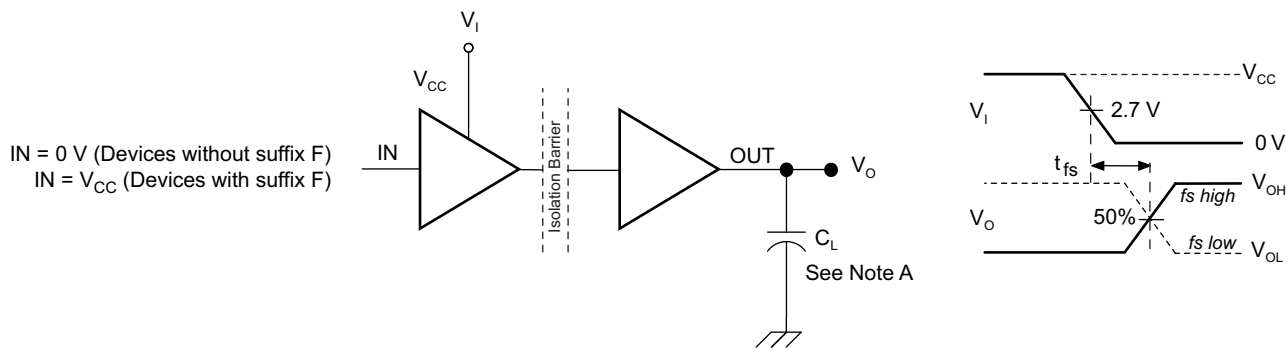 V_I
V_CC
IN = 0 V (Devices without suffix F)
IN = V_CC (Devices with suffix F)
IN
Isolation Barrier
OUT
V_O
C_L
See Note A
V_I
V_CC
2.7 V
0 V
t_fs
V_O
50%
fs high
V_OH
fs low
V_OL